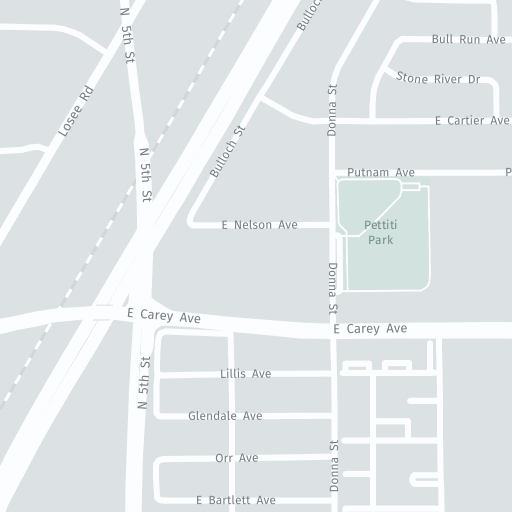 N 5th St
Bulloch
Bull Run Ave
Stone River Dr
Losee Rd
Donna St
E Cartier Ave
Bulloch St
N 5th St
Putnam Ave
P
E Nelson Ave
Pettiti
Park
Donna St
E Carey Ave
E Carey Ave
N 5th St
Lillis Ave
Glendale Ave
Orr Ave
Donna St
E Bartlett Ave